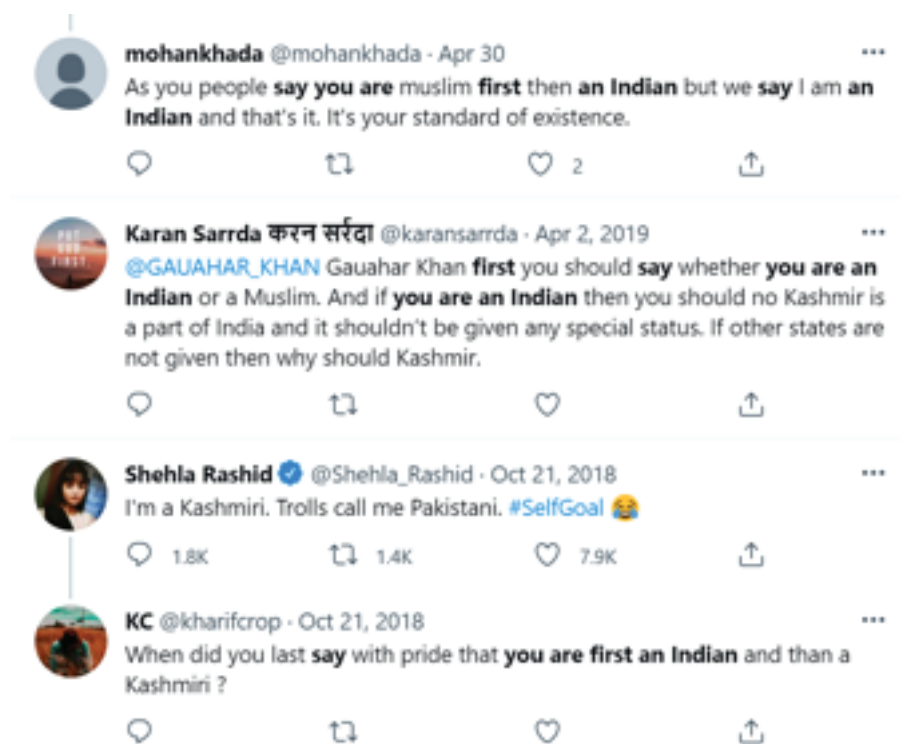 mohankhada @mohankhada · Apr 30
As you people say you are muslim first then an Indian but we say I am an
Indian and that's it. It's your standard of existence.
2
Karan Sarrda करन सर्रदा @karansarrda · Apr 2, 2019
@GAUAHAR_KHAN Gauahar Khan first you should say whether you are an
Indian or a Muslim. And if you are an Indian then you should no Kashmir is
a part of India and it shouldn't be given any special status. If other states are
not given then why should Kashmir.
Shehla Rashid @Shehla_Rashid · Oct 21, 2018
I'm a Kashmiri. Trolls call me Pakistani. #SelfGoal 😂
1.8K 1.4K 7.9K
KC @kharifcrop · Oct 21, 2018
When did you last say with pride that you are first an Indian and than a
Kashmiri ?